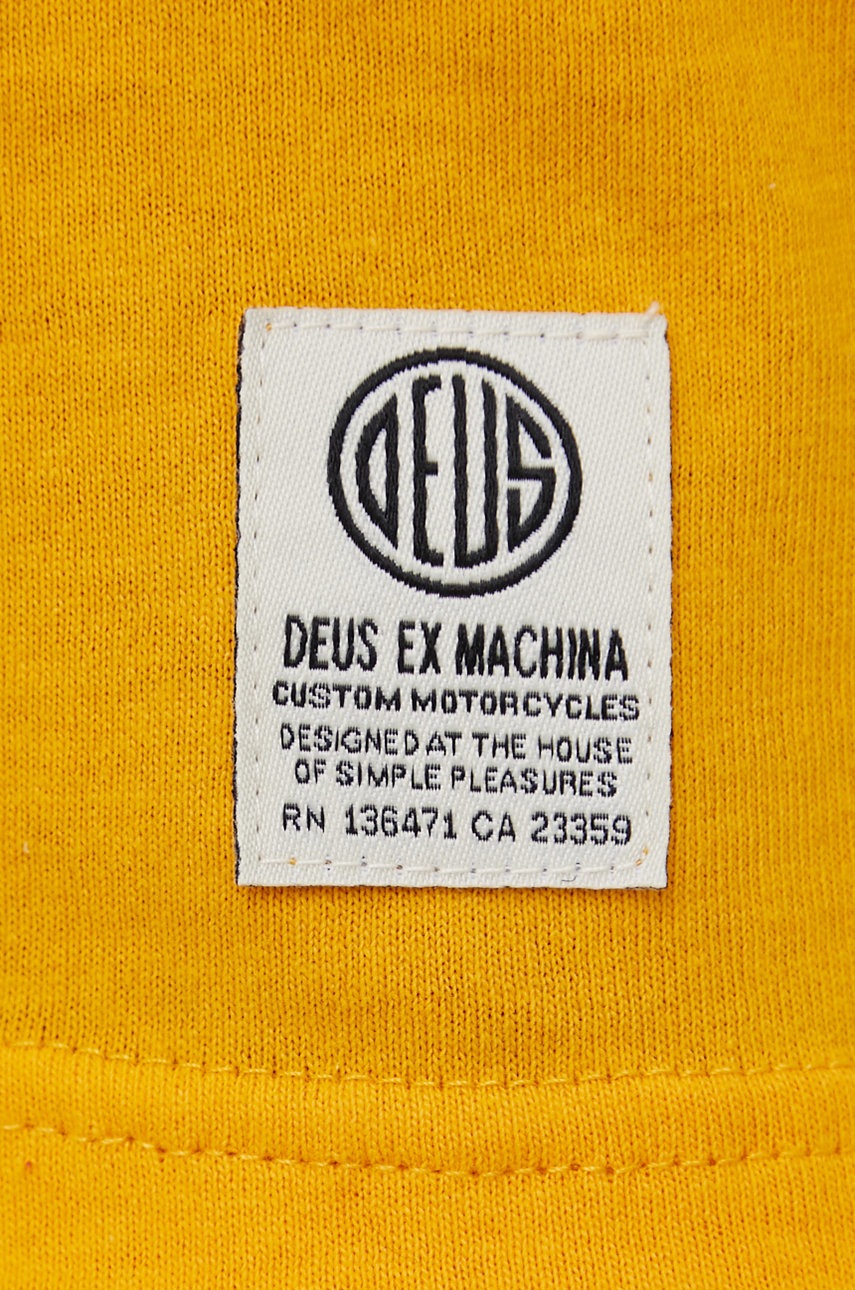 DEUS
DEUS EX MACHINA
CUSTOM MOTORCYCLES
DESIGNED AT THE HOUSE
OF SIMPLE PLEASURES
RN 136471 CA 23359